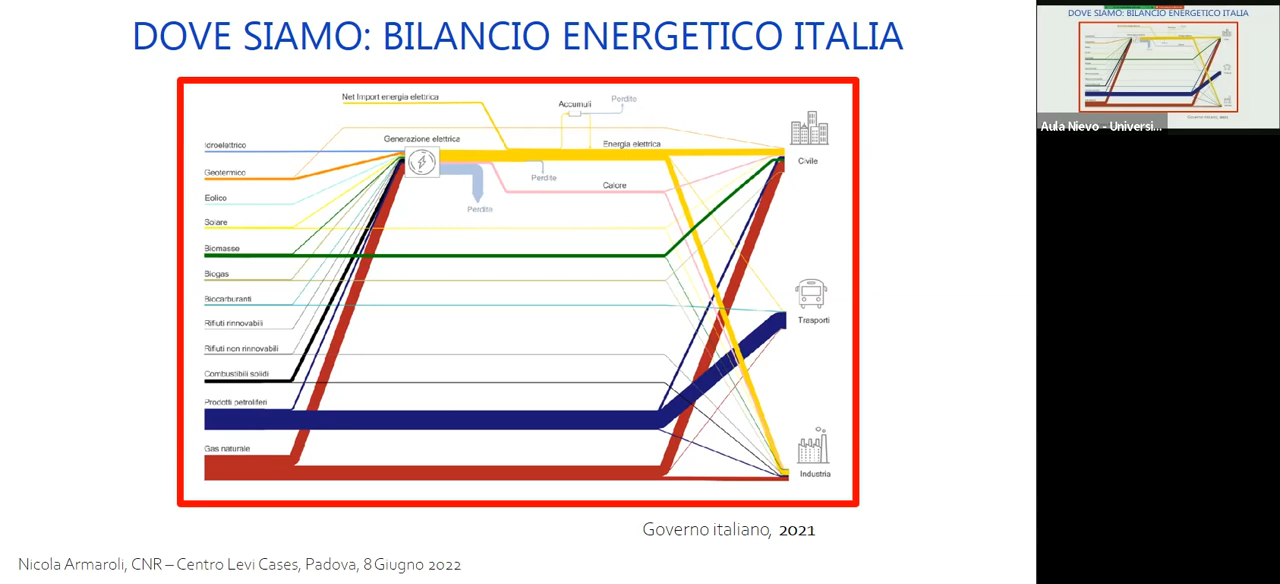 DOVE SIAMO: BILANCIO ENERGETICO ITALIA
Net Import energia elettrica
Accumuli
Perdite
Generazione elettrica
Energia elettrica
Idroelettrico
Civile
Geotermico
Perdite
Calore
Eolico
Perdite
Solare
Biomasse
Biogas
Biocarburanti
Trasporti
Rifiuti rinnovabili
Rifiuti non rinnovabili
Combustibili solidi
Prodotti petroliferi
Gas naturale
Industria
Governo italiano, 2021
Nicola Armaroli, CNR – Centro Levi Cases, Padova, 8 Giugno 2022
DOVE SIAMO: BILANCIO ENERGETICO ITALIA
Aula Nievo - Universi...